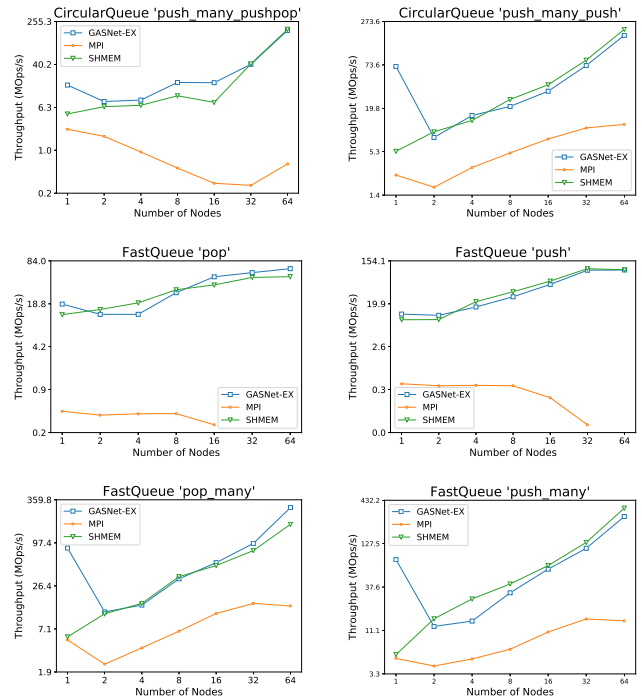 CircularQueue 'push_many_pushpop'
255.3
40.2
6.3
1.0
0.2
Throughput (MOps/s)
GASNet-EX
MPI
SHMEM
1 2 4 8 16 32 64
Number of Nodes
CircularQueue 'push_many_push'
273.6
73.6
19.8
5.3
1.4
Throughput (MOps/s)
GASNet-EX
MPI
SHMEM
1 2 4 8 16 32 64
Number of Nodes
FastQueue 'pop'
84.0
18.8
4.2
0.9
0.2
Throughput (MOps/s)
GASNet-EX
MPI
SHMEM
1 2 4 8 16 32 64
Number of Nodes
FastQueue 'push'
154.1
19.9
2.6
0.3
0.0
Throughput (MOps/s)
GASNet-EX
MPI
SHMEM
1 2 4 8 16 32 64
Number of Nodes
FastQueue 'pop_many'
359.8
97.4
26.4
7.1
1.9
Throughput (MOps/s)
GASNet-EX
MPI
SHMEM
1 2 4 8 16 32 64
Number of Nodes
FastQueue 'push_many'
432.2
127.5
37.6
11.1
3.3
Throughput (MOps/s)
GASNet-EX
MPI
SHMEM
1 2 4 8 16 32 64
Number of Nodes